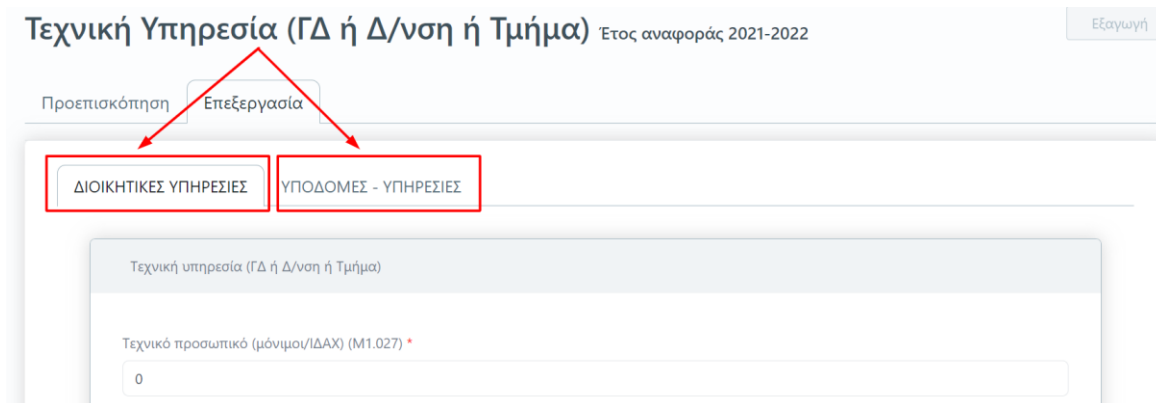 Τεχνική Υπηρεσία (ΓΔ ή Δ/νση ή Τμήμα) Έτος αναφοράς 2021-2022
Εξαγωγή
Προεπισκόπηση Επεξεργασία
ΔΙΟΙΚΗΤΙΚΕΣ ΥΠΗΡΕΣΙΕΣ ΥΠΟΔΟΜΕΣ - ΥΠΗΡΕΣΙΕΣ
Τεχνική υπηρεσία (ΓΔ ή Δ/νση ή Τμήμα)
Τεχνικό προσωπικό (μόνιμοι/ΙΔΑΧ) (Μ1.027) *
0